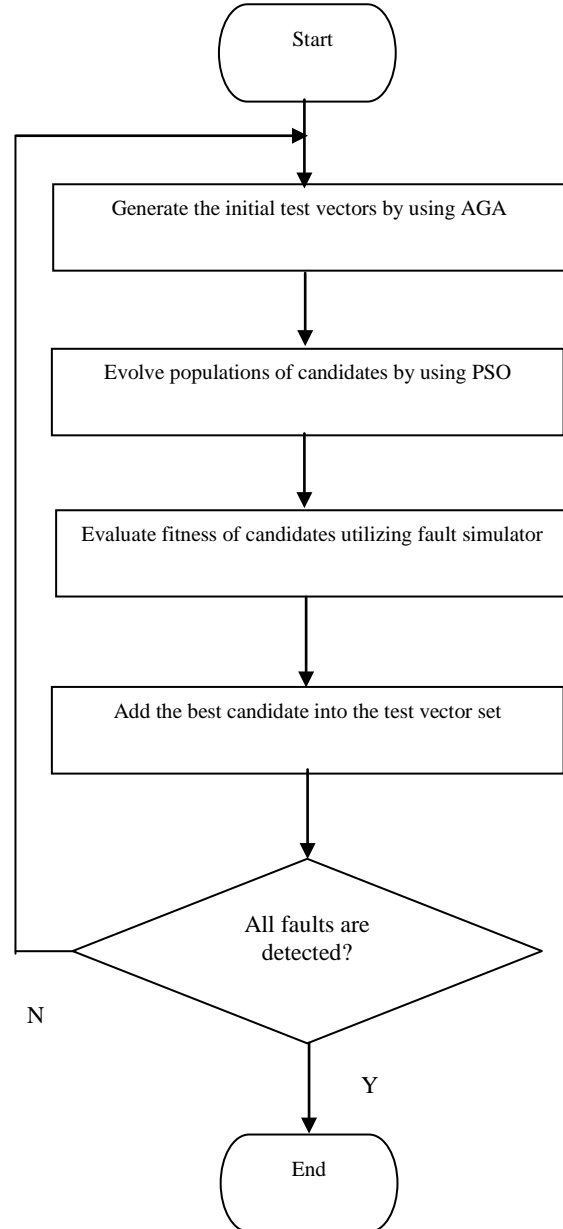 Start
Generate the initial test vectors by using AGA
Evolve populations of candidates by using PSO
Evaluate fitness of candidates utilizing fault simulator
Add the best candidate into the test vector set
All faults are
detected?
N
Y
End